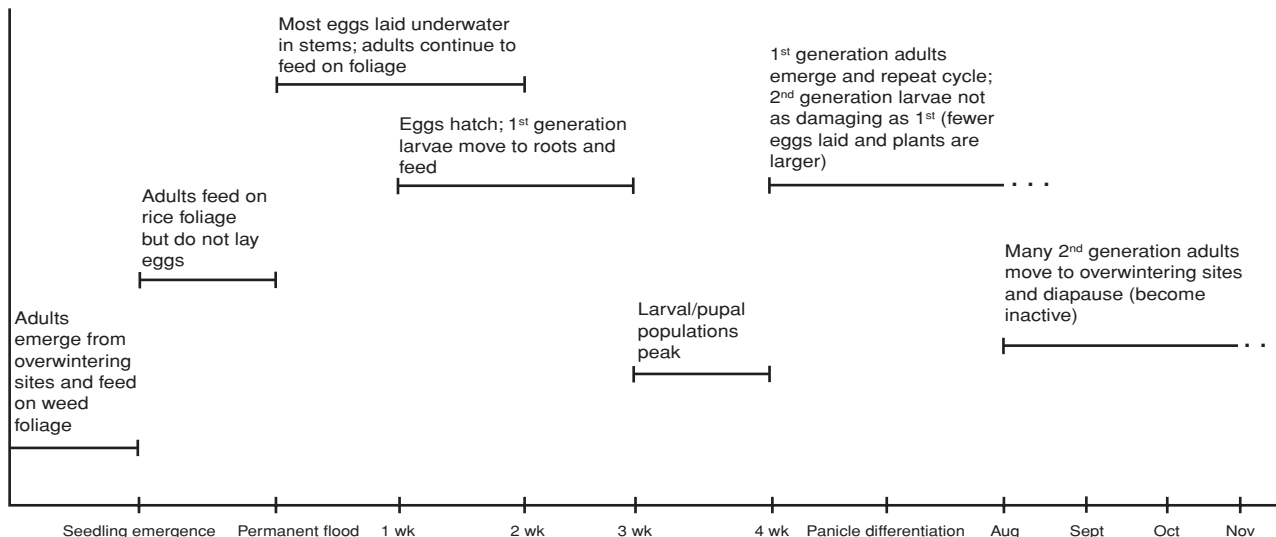 Most eggs laid underwater
in stems; adults continue to
feed on foliage
1st generation adults
emerge and repeat cycle;
2nd generation larvae not
as damaging as 1st (fewer
eggs laid and plants are
larger)
Eggs hatch; 1st generation
larvae move to roots and
feed
Adults feed on
rice foliage
but do not lay
eggs
Many 2nd generation adults
move to overwintering sites
and diapause (become
inactive)
Adults
emerge from
overwintering
sites and feed
on weed
foliage
Larval/pupal
populations
peak
Seedling emergence Permanent flood 1 wk 2 wk 3 wk 4 wk Panicle differentiation Aug Sept Oct Nov